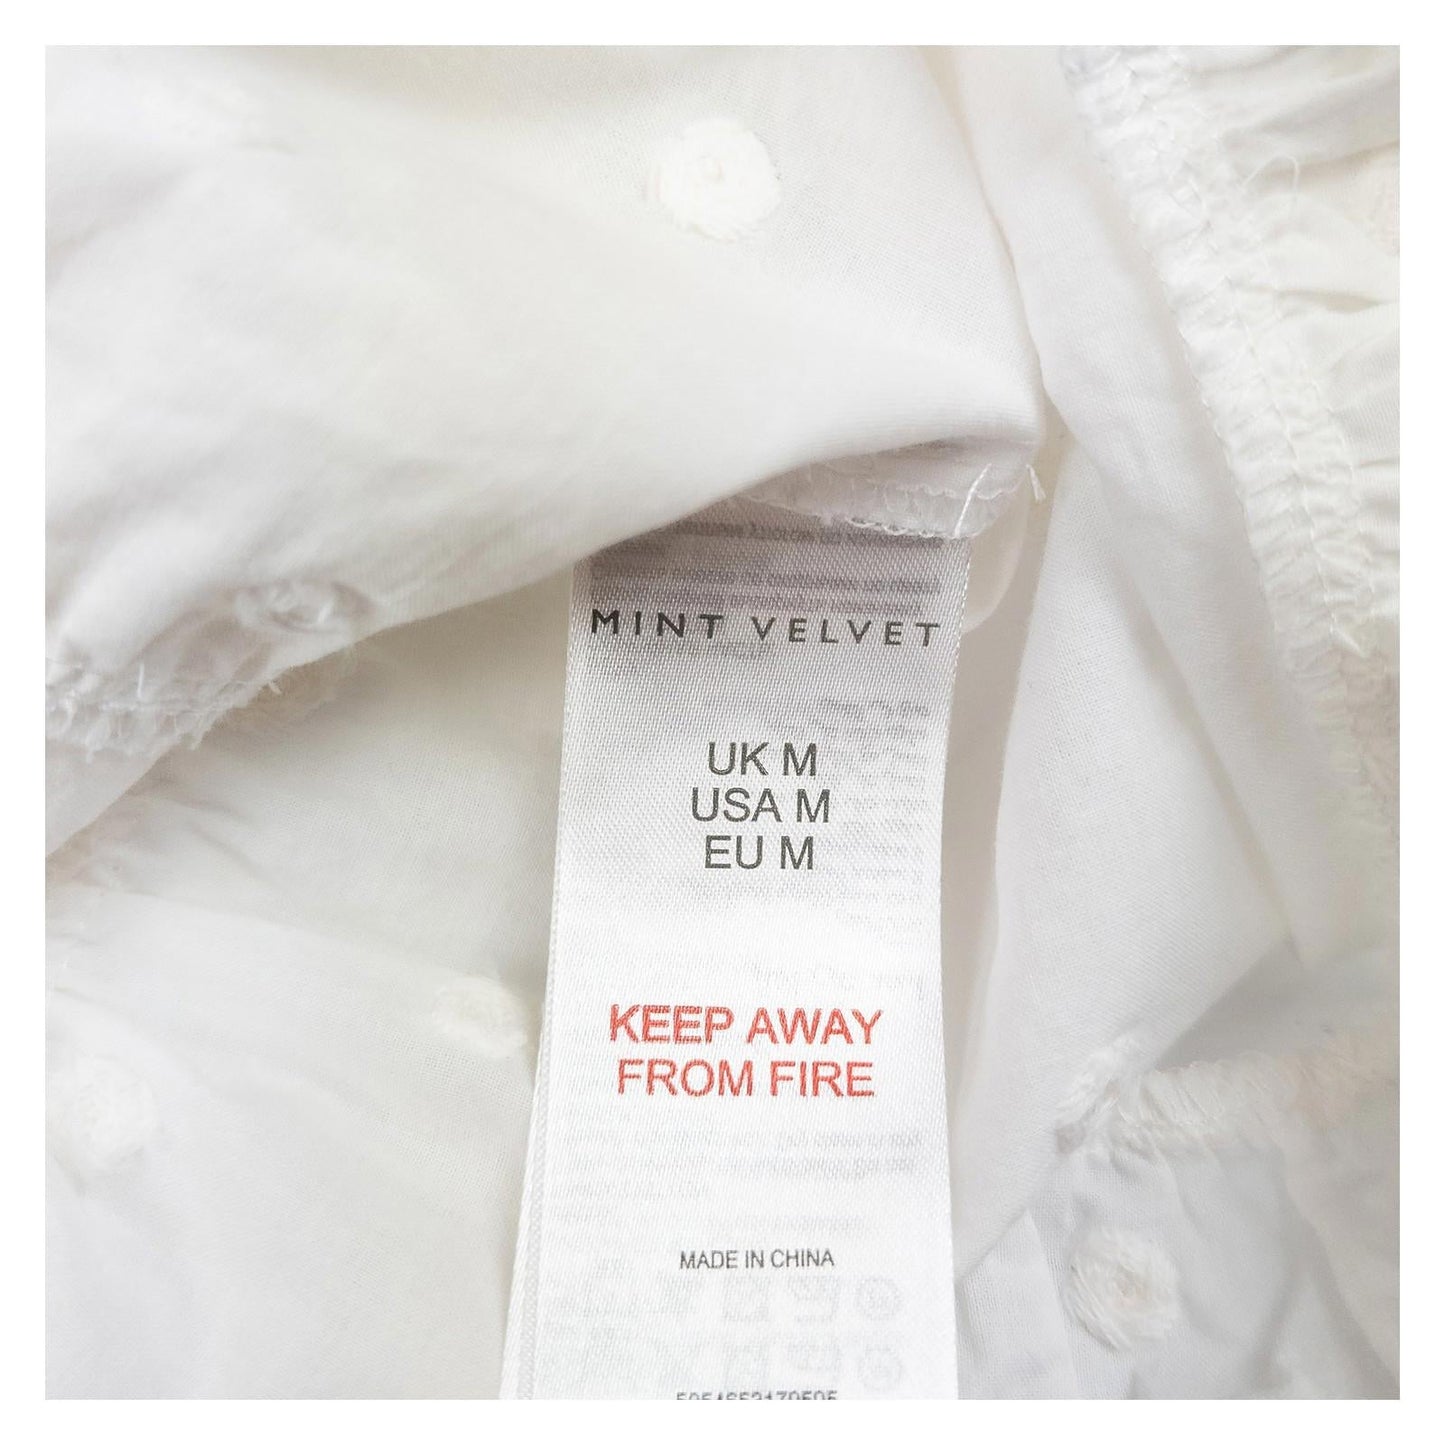 MINT VELVET
UK M
USA M
EU M
KEEP AWAY
FROM FIRE
MADE IN CHINA